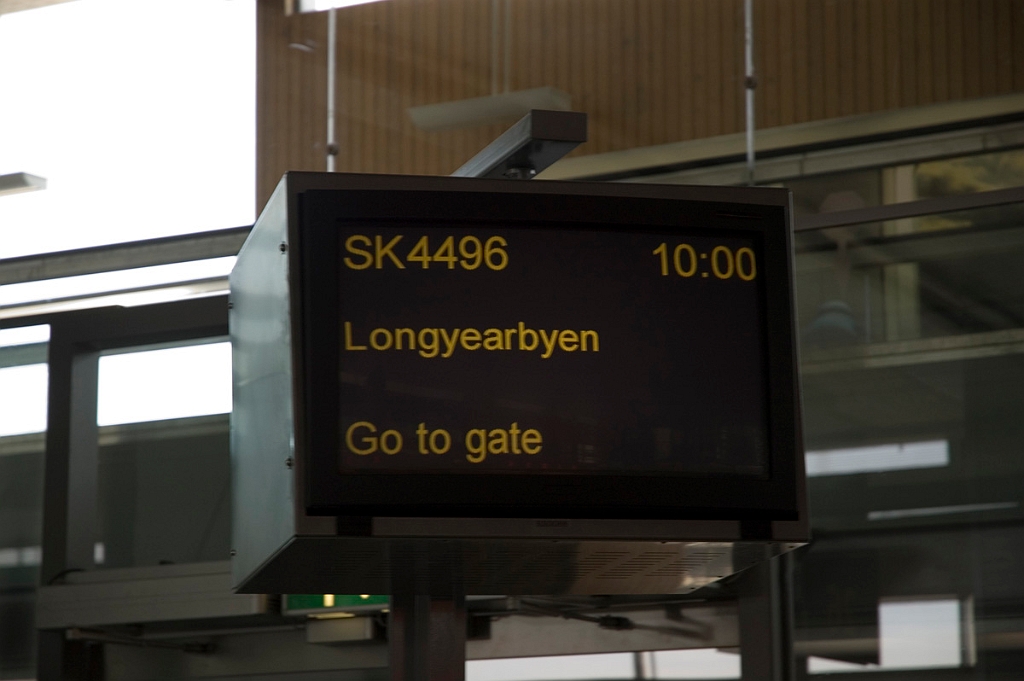 SK4496 10:00
Longyearbyen
Go to gate